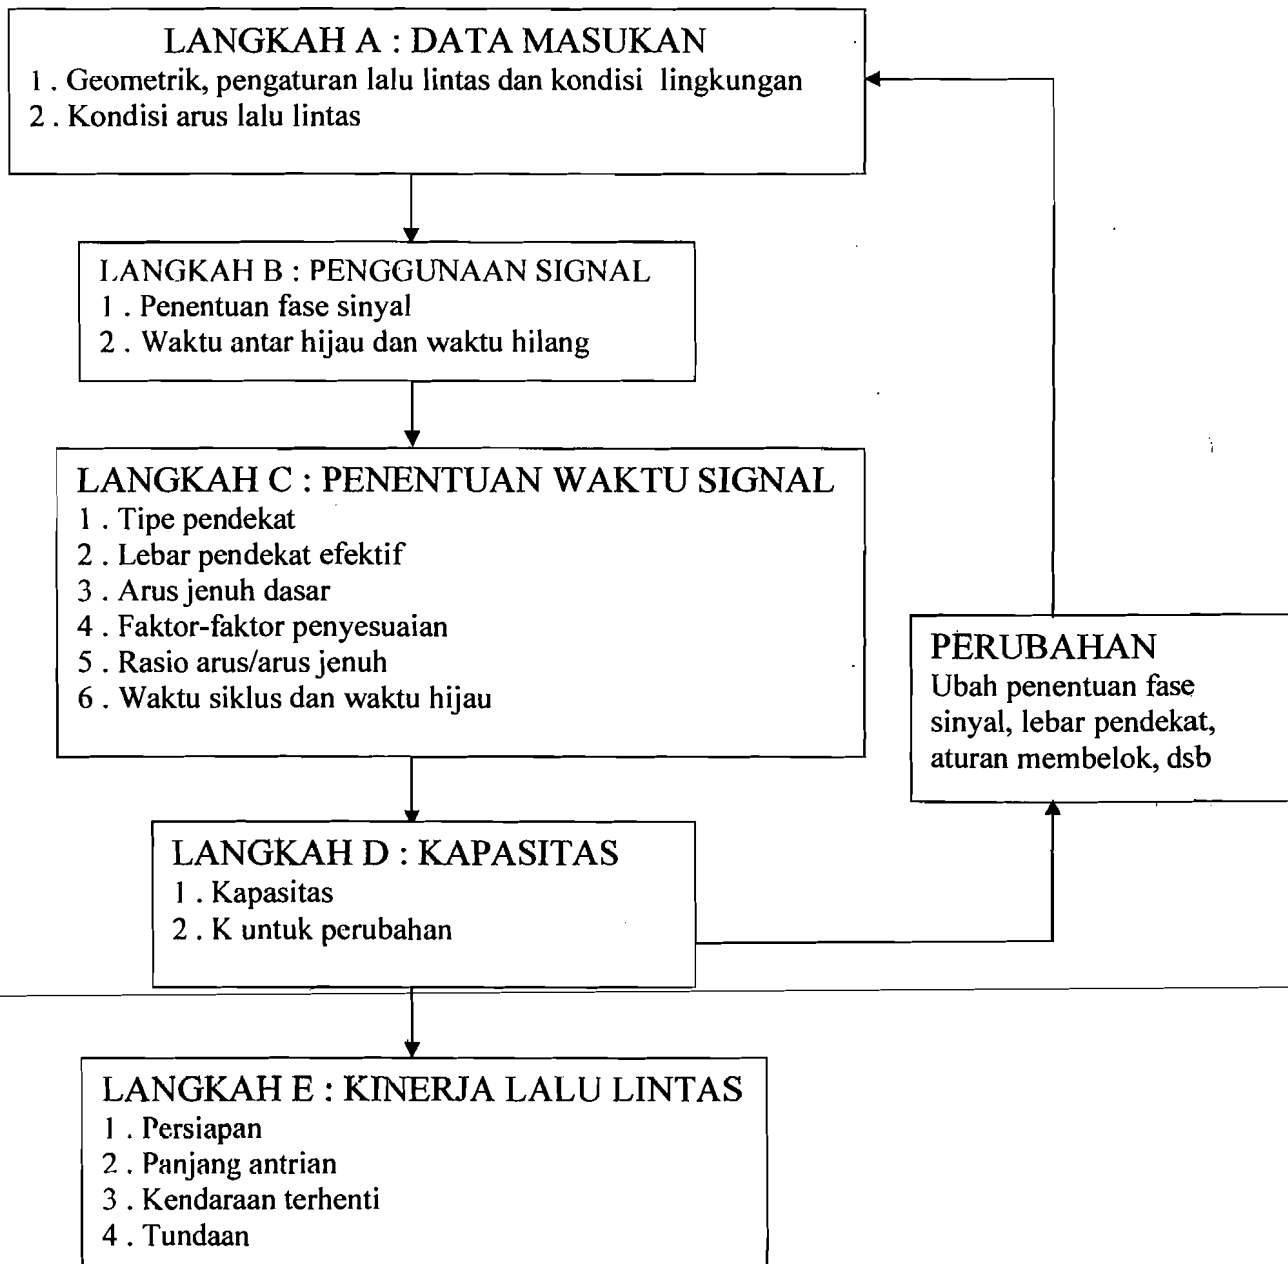 LANGKAH A : DATA MASUKAN
1 . Geometrik, pengaturan lalu lintas dan kondisi lingkungan
2 . Kondisi arus lalu lintas
LANGKAH B : PENGGUNAAN SIGNAL
1 . Penentuan fase sinyal
2 . Waktu antar hijau dan waktu hilang
LANGKAH C : PENENTUAN WAKTU SIGNAL
1 . Tipe pendekat
2 . Lebar pendekat efektif
3 . Arus jenuh dasar
4 . Faktor-faktor penyesuaian
5 . Rasio arus/arus jenuh
6 . Waktu siklus dan waktu hijau
PERUBAHAN
Ubah penentuan fase
sinyal, lebar pendekat,
aturan membelok, dsb
LANGKAH D : KAPASITAS
1 . Kapasitas
2 . K untuk perubahan
LANGKAH E : KINERJA LALU LINTAS
1 . Persiapan
2 . Panjang antrian
3 . Kendaraan terhenti
4 . Tundaan